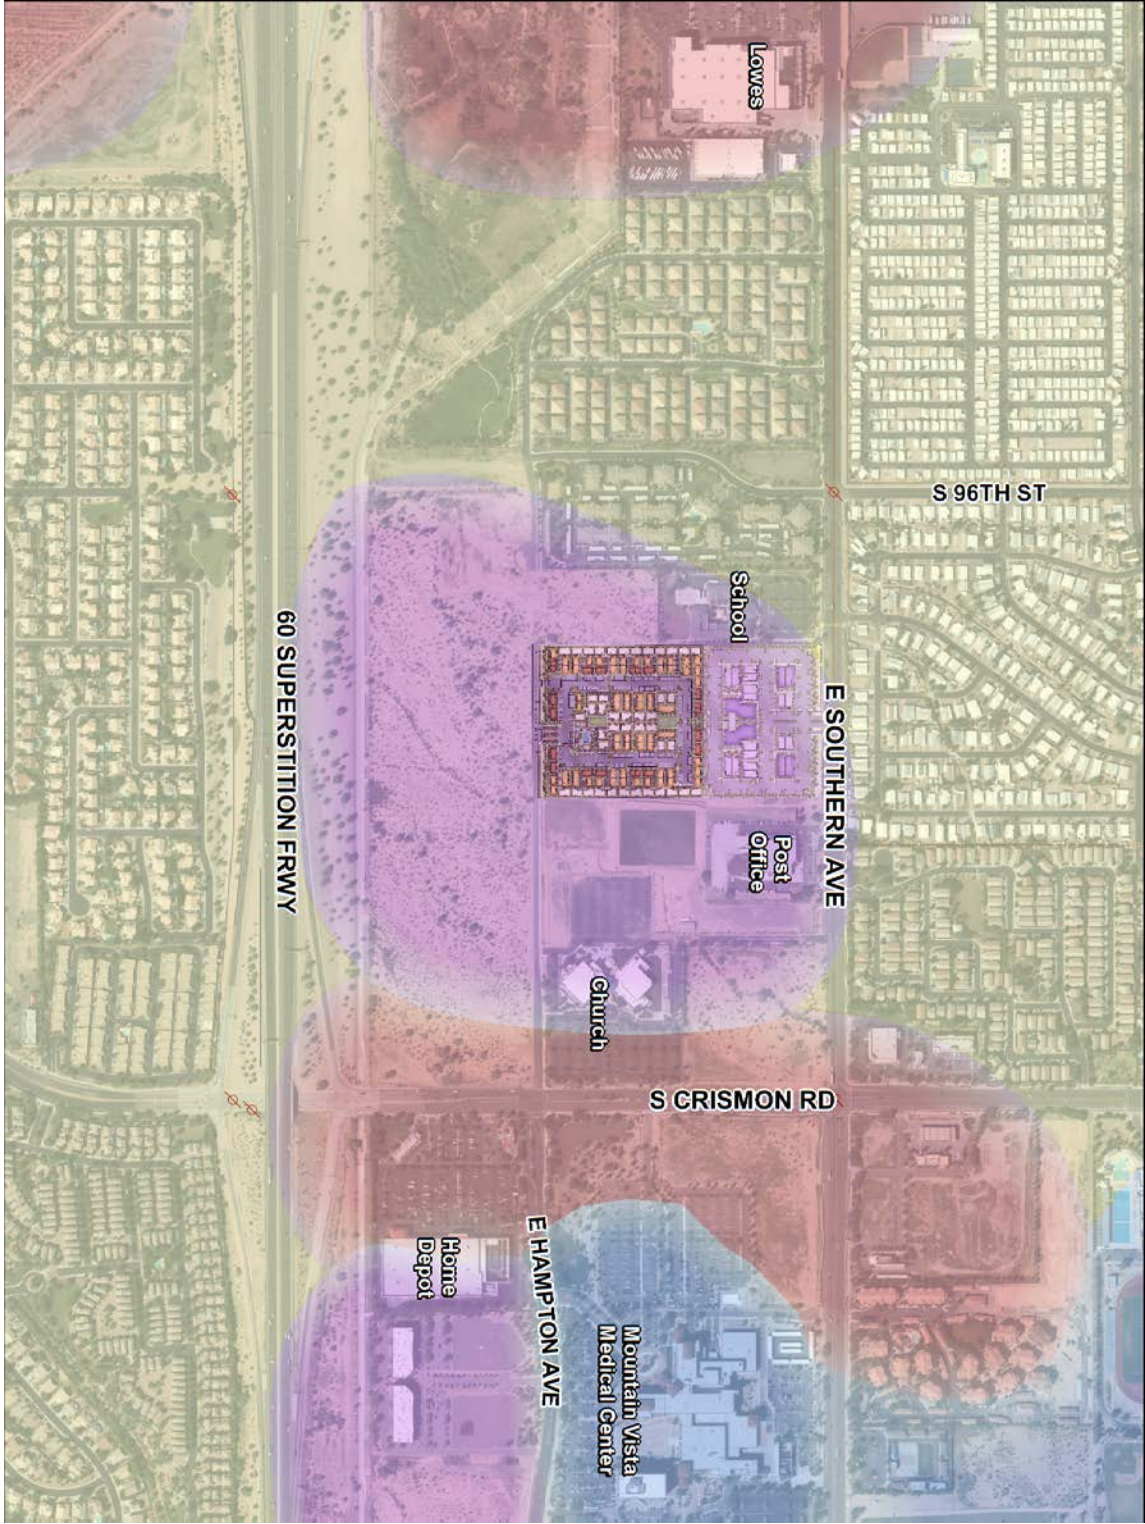 Lowes
S 96TH ST
School
E SOUTHERN AVE
60 SUPERSTITION FRWY
Post
Office
Church
S CRISMON RD
E HAMPTON AVE
Home
Depot
Mountain Vista
Medical Center